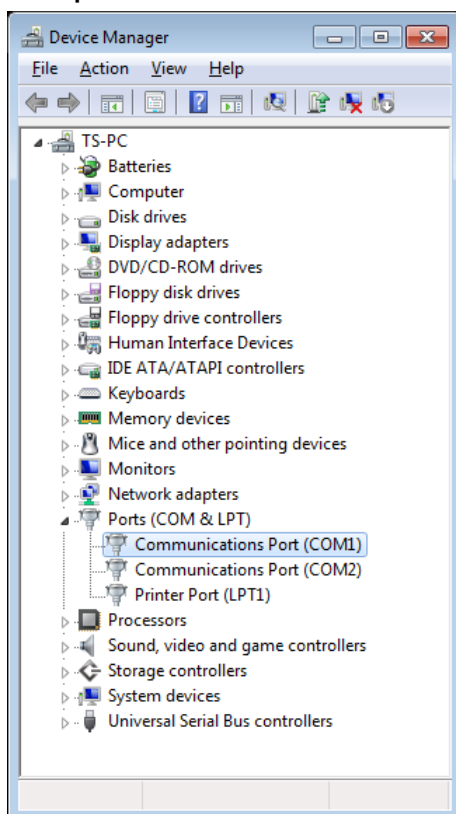 Device Manager
File Action View Help
TS-PC
Batteries
Computer
Disk drives
Display adapters
DVD/CD-ROM drives
Floppy disk drives
Floppy drive controllers
Human Interface Devices
IDE ATA/ATAPI controllers
Keyboards
Memory devices
Mice and other pointing devices
Monitors
Network adapters
Ports (COM & LPT)
Communications Port (COM1)
Communications Port (COM2)
Printer Port (LPT1)
Processors
Sound, video and game controllers
Storage controllers
System devices
Universal Serial Bus controllers